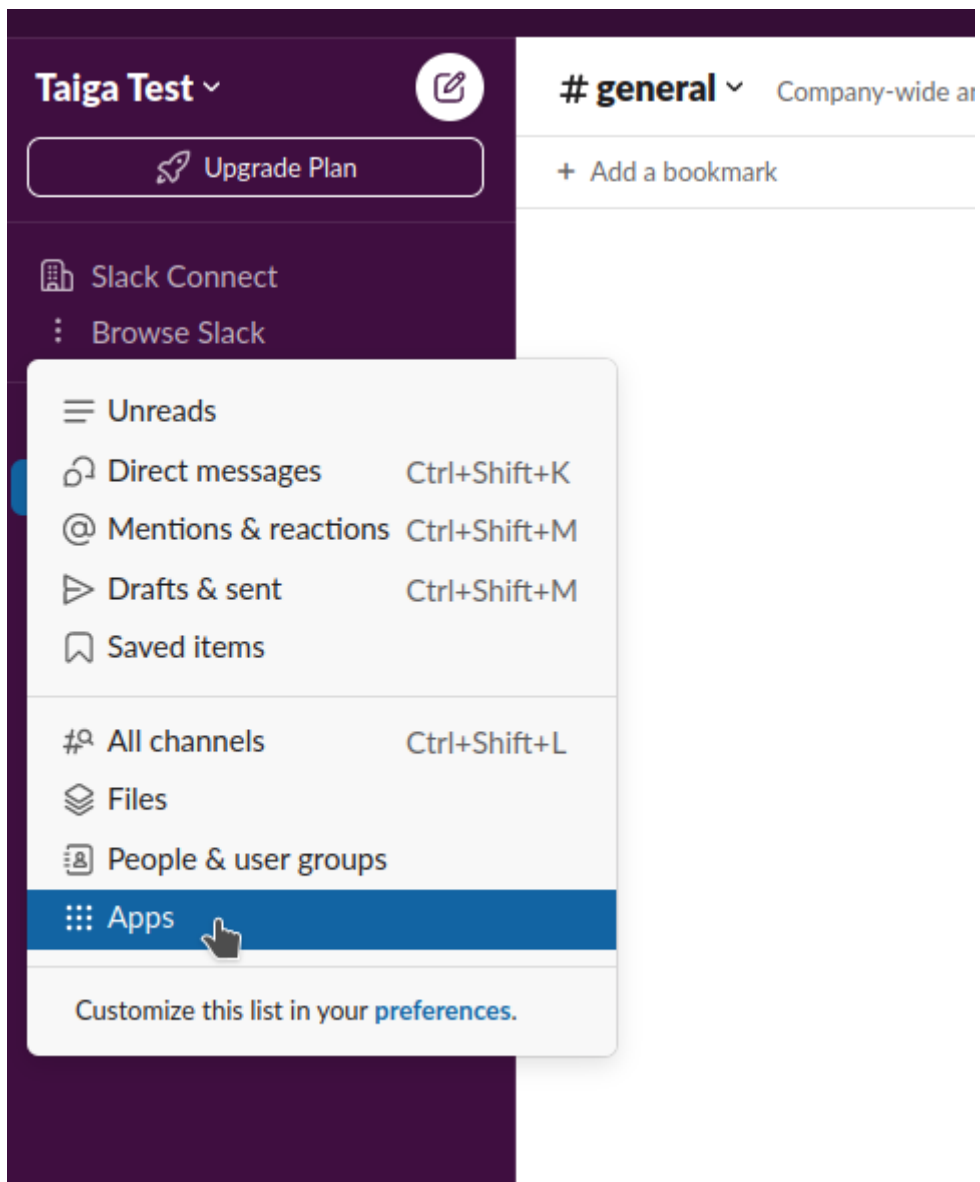 Taiga Test
# general
Company-wide
Upgrade Plan
+ Add a bookmark
Slack Connect
Browse Slack
Unreads
Direct messages Ctrl+Shift+K
Mentions & reactions Ctrl+Shift+M
Drafts & sent Ctrl+Shift+M
Saved items
All channels Ctrl+Shift+L
Files
People & user groups
Apps
Customize this list in your preferences.